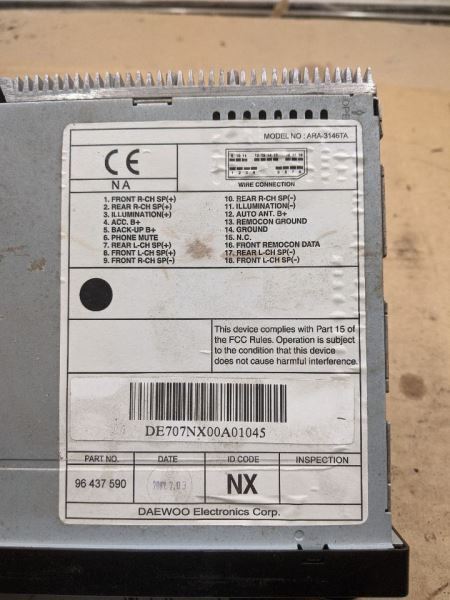 MODEL NO : ARA-3146TA
CE
NA
WIRE CONNECTION
1. FRONT R-CH SP(+)
2. REAR R-CH SP(+)
3. ILLUMINATION(+)
4. ACC. B+
5. BACK-UP B+
6. PHONE MUTE
7. REAR L-CH SP(+)
8. FRONT L-CH SP(+)
9. FRONT R-CH SP(-)
10. REAR R-CH SP(-)
11. ILLUMINATION(-)
12. AUTO ANT. B+
13. REMOCON GROUND
14. GROUND
15. N.C.
16. FRONT REMOCON DATA
17. REAR L-CH SP(-)
18. FRONT L-CH SP(-)
This device complies with Part 15
of the FCC Rules. Operation is subject
to the condition that this device
does not cause harmful interference.
DE707NX00A01045
PART NO. DATE ID CODE INSPECTION
96 437 590 NX
DAEWOO Electronics Corp.